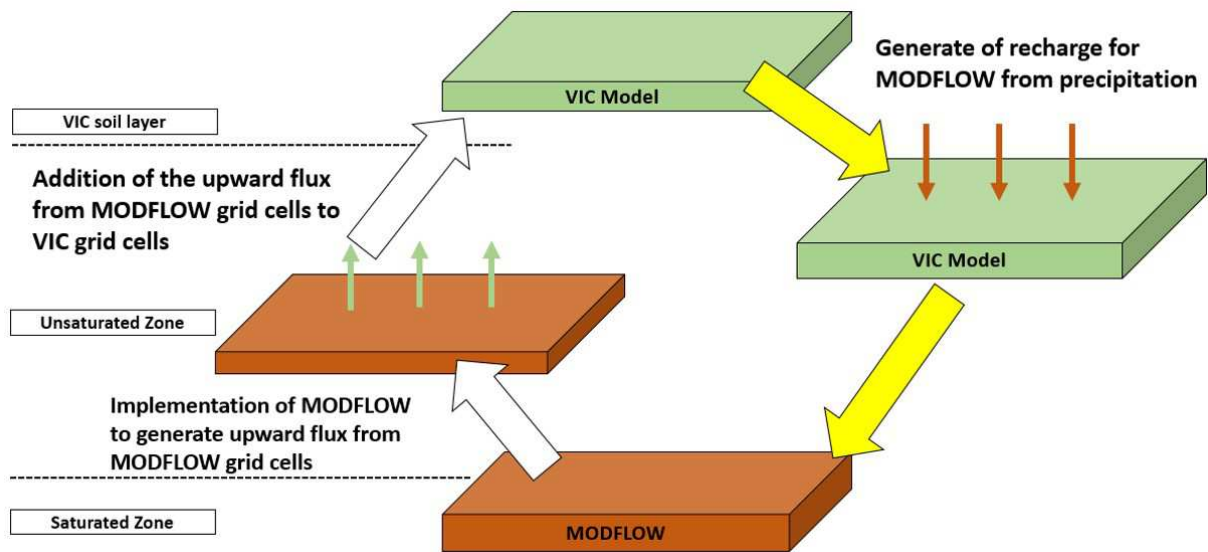 VIC Model
Generate of recharge for
MODFLOW from precipitation
VIC soil layer
Addition of the upward flux
from MODFLOW grid cells to
VIC grid cells
VIC Model
Unsaturated Zone
Implementation of MODFLOW
to generate upward flux from
MODFLOW grid cells
Saturated Zone
MODFLOW